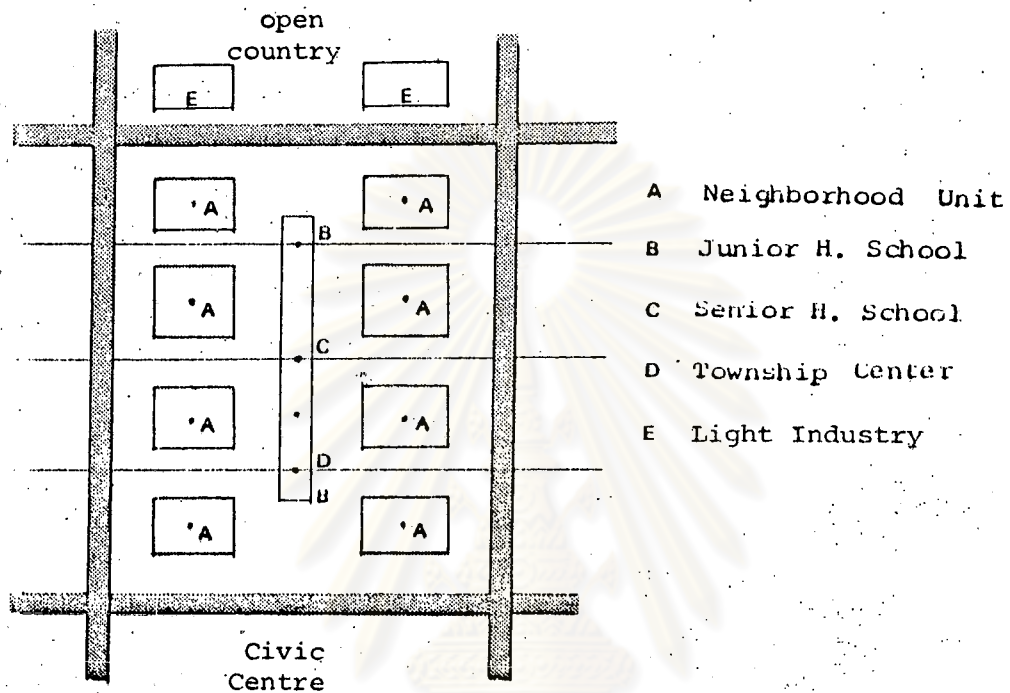 open
country
E E
A A
B
A A
C
A A
D
B
A A
Civic
Centre
A Neighborhood Unit
B Junior H. School
C Senior H. School
D Township Center
E Light Industry